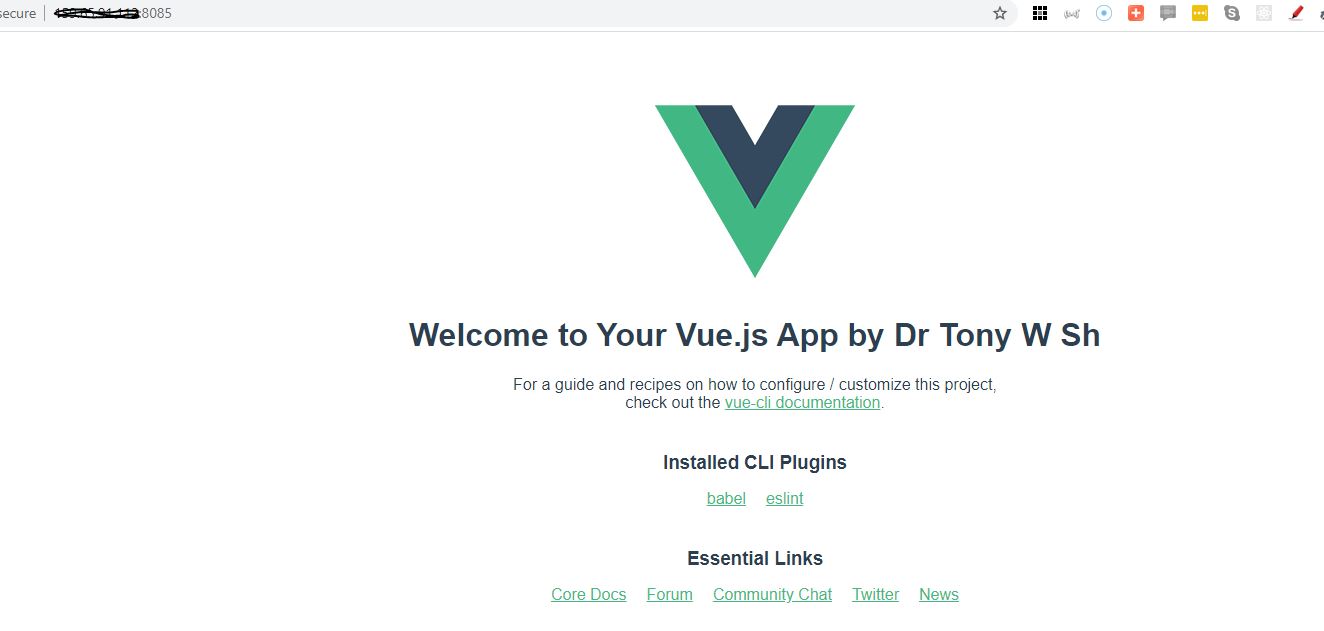 secure :8085
Welcome to Your Vue.js App by Dr Tony W Sh
For a guide and recipes on how to configure / customize this project,
check out the vue-cli documentation.
Installed CLI Plugins
babel eslint
Essential Links
Core Docs Forum Community Chat Twitter News